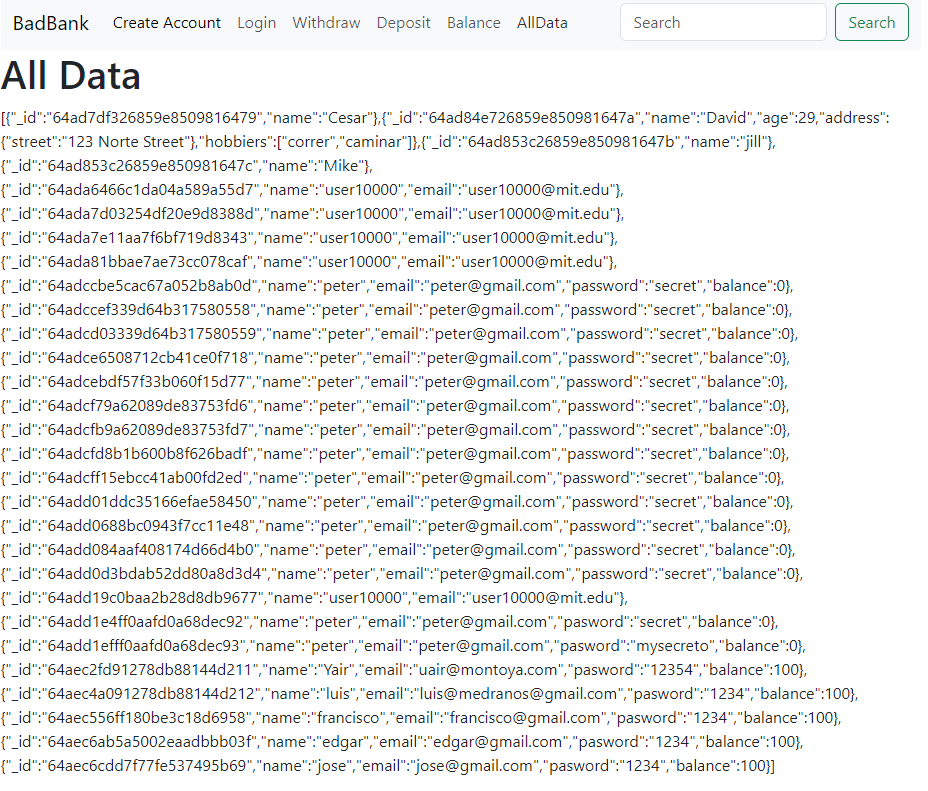 BadBank Create Account Login Withdraw Deposit Balance AllData Search Search
All Data
[{"_id":"64ad7df326859e8509816479","name":"Cesar"},{"_id":"64ad84e726859e850981647a","name":"David","age":29,"address":
{"street":"123 Norte Street"},"hobbiers":["correr","caminar"]},{"_id":"64ad853c26859e850981647b","name":"jill"},
{"_id":"64ad853c26859e850981647c","name":"Mike"},
{"_id":"64ada6466c1da04a589a55d7","name":"user10000","email":"user10000@mit.edu"},
{"_id":"64ada7d03254df20e9d8388d","name":"user10000","email":"user10000@mit.edu"},
{"_id":"64ada7e11aa7f6bf719d8343","name":"user10000","email":"user10000@mit.edu"},
{"_id":"64ada81bbae7ae73cc078caf","name":"user10000","email":"user10000@mit.edu"},
{"_id":"64adccbe5cac67a052b8ab0d","name":"peter","email":"peter@gmail.com","password":"secret","balance":0},
{"_id":"64adccef339d64b317580558","name":"peter","email":"peter@gmail.com","password":"secret","balance":0},
{"_id":"64adcd03339d64b317580559","name":"peter","email":"peter@gmail.com","password":"secret","balance":0},
{"_id":"64adce6508712cb41ce0f718","name":"peter","email":"peter@gmail.com","password":"secret","balance":0},
{"_id":"64adcebdf57f33b060f15d77","name":"peter","email":"peter@gmail.com","password":"secret","balance":0},
{"_id":"64adcf79a62089de83753fd6","name":"peter","email":"peter@gmail.com","password":"secret","balance":0},
{"_id":"64adcfb9a62089de83753fd7","name":"peter","email":"peter@gmail.com","password":"secret","balance":0},
{"_id":"64adcfd8b1b600b8f626badf","name":"peter","email":"peter@gmail.com","password":"secret","balance":0},
{"_id":"64adcff15ebcc41ab00fd2ed","name":"peter","email":"peter@gmail.com","password":"secret","balance":0},
{"_id":"64add01ddc35166efae58450","name":"peter","email":"peter@gmail.com","password":"secret","balance":0},
{"_id":"64add0688bc0943f7cc11e48","name":"peter","email":"peter@gmail.com","password":"secret","balance":0},
{"_id":"64add084aaf408174d66d4b0","name":"peter","email":"peter@gmail.com","password":"secret","balance":0},
{"_id":"64add0d3bdab52dd80a8d3d4","name":"peter","email":"peter@gmail.com","password":"secret","balance":0},
{"_id":"64add19c0baa2b28d8db9677","name":"user10000","email":"user10000@mit.edu"},
{"_id":"64add1e4ff0aafd0a68dec92","name":"peter","email":"peter@gmail.com","pasword":"secret","balance":0},
{"_id":"64add1efff0aafd0a68dec93","name":"peter","email":"peter@gmail.com","pasword":"mysecreto","balance":0},
{"_id":"64aec2fd91278db88144d211","name":"Yair","email":"uair@montoya.com","pasword":"12354","balance":100},
{"_id":"64aec4a091278db88144d212","name":"luis","email":"luis@medranos@gmail.com","pasword":"1234","balance":100},
{"_id":"64aec556ff180be3c18d6958","name":"francisco","email":"francisco@gmail.com","pasword":"1234","balance":100},
{"_id":"64aec6ab5a5002eaadbbb03f","name":"edgar","email":"edgar@gmail.com","pasword":"1234","balance":100},
{"_id":"64aec6cdd7f77fe537495b69","name":"jose","email":"jose@gmail.com","pasword":"1234","balance":100}]